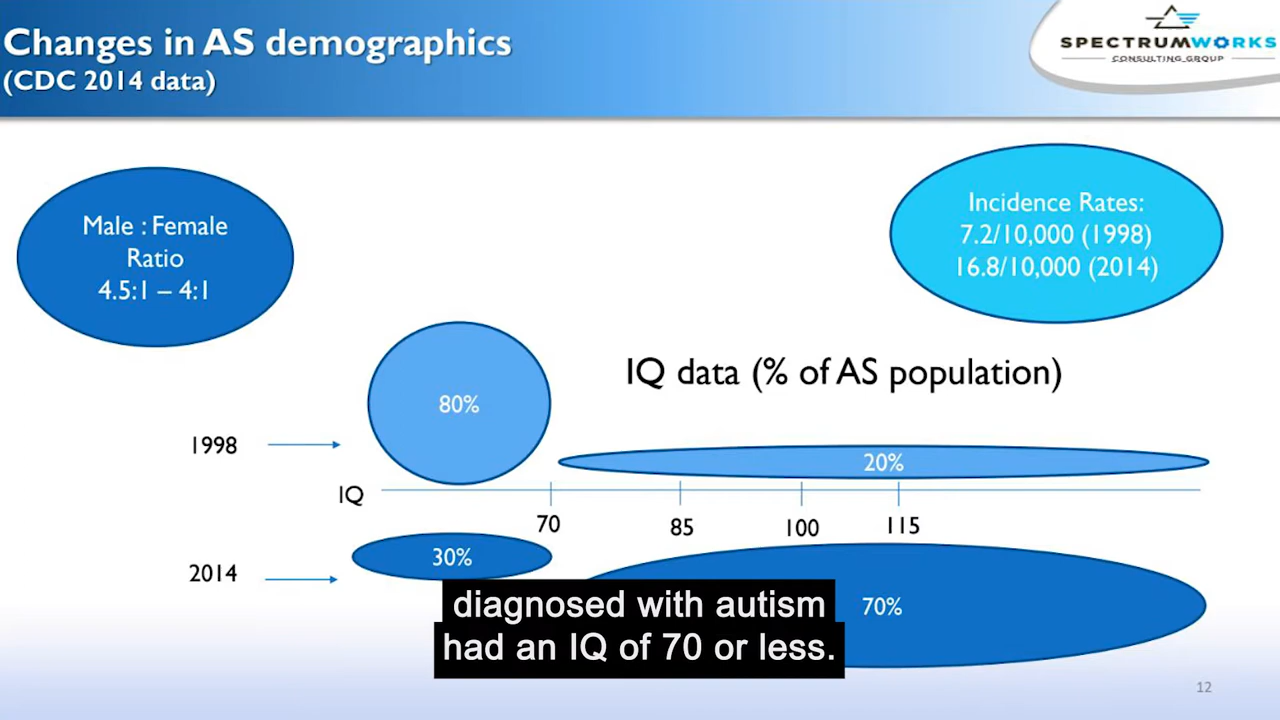 Changes in AS demographics
(CDC 2014 data)
SPECTRUMWORKS
CONSULTING GROUP
Male : Female
Ratio
4.5:1 – 4:1
Incidence Rates:
7.2/10,000 (1998)
16.8/10,000 (2014)
IQ data (% of AS population)
80%
1998
20%
IQ
70
85
100
115
30%
2014
70%
diagnosed with autism
had an IQ of 70 or less.
12